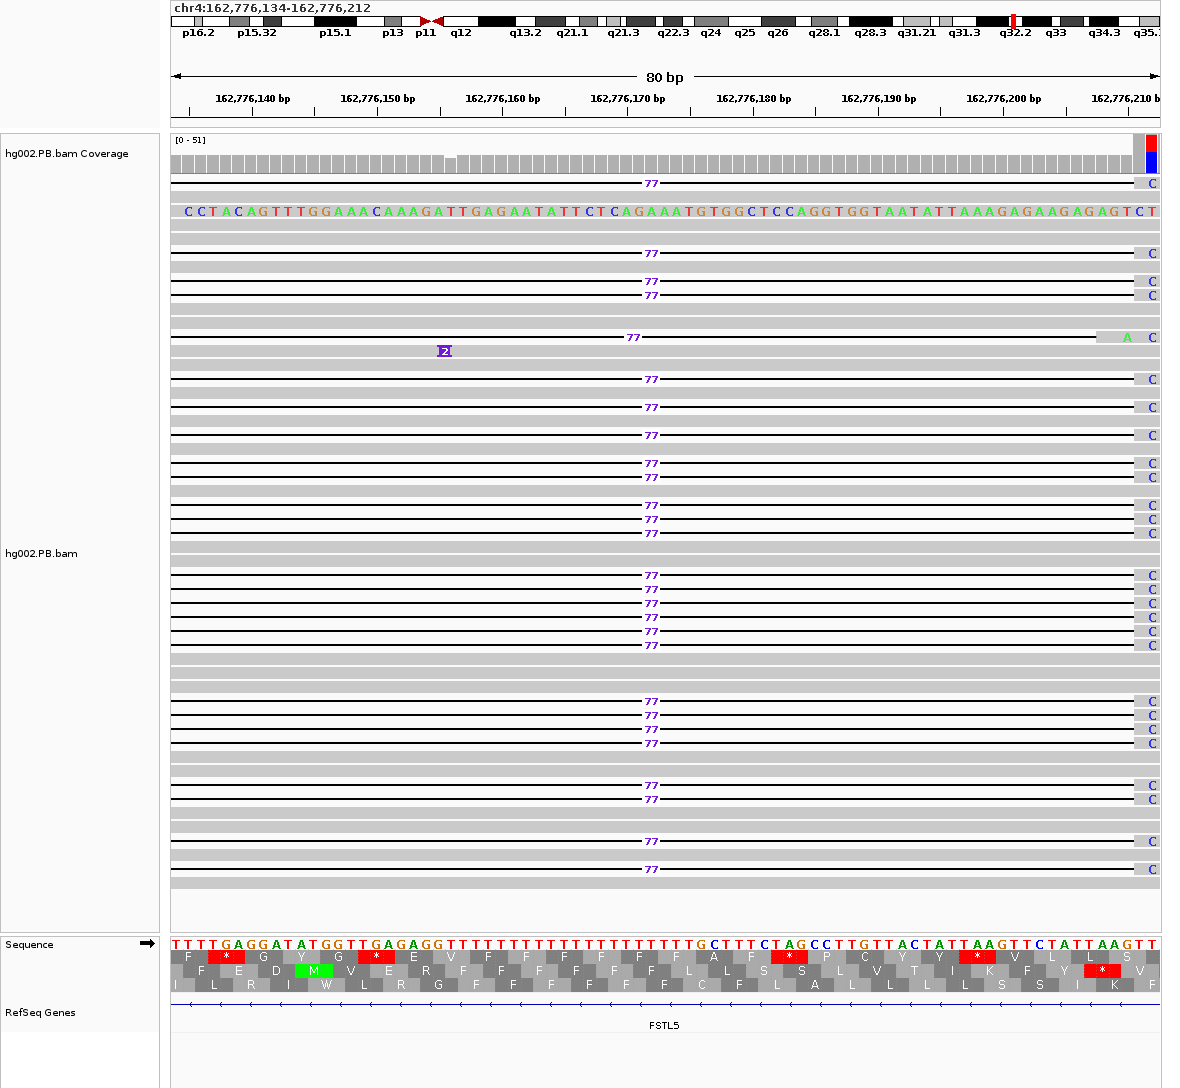 chr4:162,776,134-162,776,212
p16.2 p15.32 p15.1 p13 p11 q12 q13.2 q21.1 q21.3 q22.3 q24 q25 q26 q28.1 q28.3 q31.21 q31.3 q32.2 q33 q34.3 q35.
80 bp
162,776,140 bp 162,776,150 bp 162,776,160 bp 162,776,170 bp 162,776,180 bp 162,776,190 bp 162,776,200 bp 162,776,210 b
[0 - 51]
hg002.PB.bam Coverage
77 C
CCTACAGTTTGGAAACAAAGATTGAGAATATTCTCAGAAATGTGGCTCCAGGTGGTAATATTAAAGAGAAGAGAGTCT
77 C
77 C
77 C
77 A C
2
77 C
77 C
77 C
77 C
77 C
77 C
77 C
77 C
hg002.PB.bam
77 C
77 C
77 C
77 C
77 C
77 C
77 C
77 C
77 C
77 C
77 C
77 C
77 C
77 C
Sequence TTTTGAGGATATGGTTGAGAGGTTTTTTTTTTTTTTTTTTTTGCTTTCTAGCCTTGTTACTATTAAGTTCTATTAAGTT
F * G Y G * E V F F F F F F A F * P C Y Y * V L L S
F E D M V E R F F F F F F L L S S L V T I K F Y * V
I L R I W L R G F F F F F F C F L A L L L L S S I K F
RefSeq Genes
FSTL5